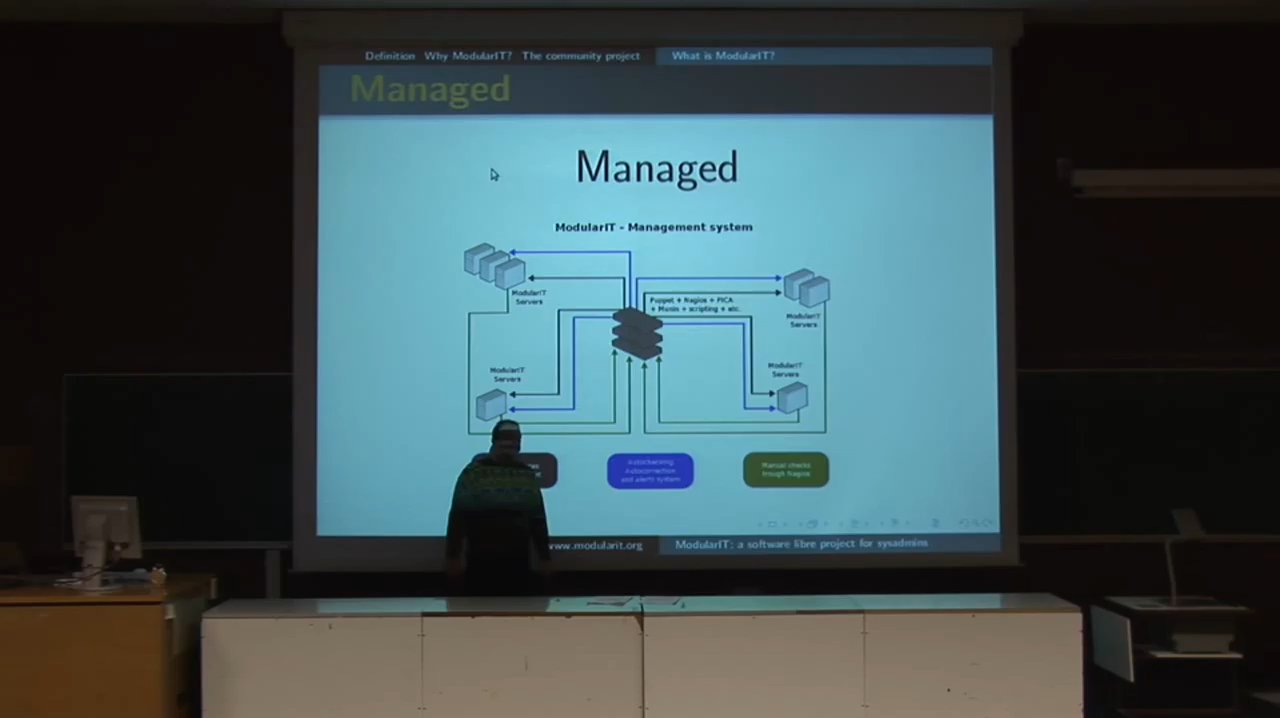 Definition Why ModularIT? The community project What is ModularIT?
Managed
Managed
ModularIT - Management system
ModularIT
Servers
Puppet + Nagios + PICA
+ Munin + scripting + etc.
ModularIT
Servers
ModularIT
Servers
ModularIT
Servers
Autochecking
Autocorrection
and alerts system
Manual checks
trough Nagios
www.modularit.org ModularIT: a software libre project for sysadmins